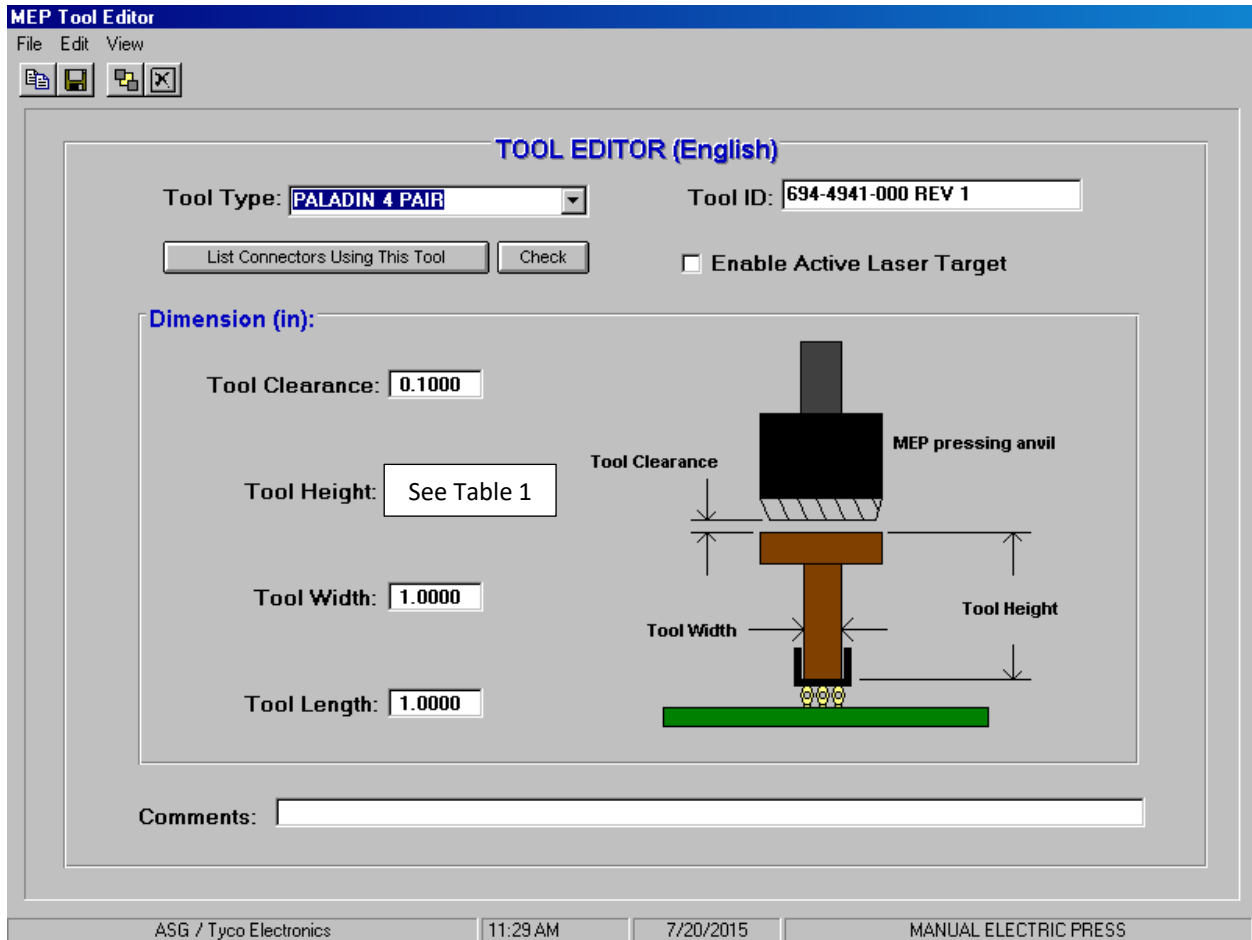 MEP Tool Editor
File Edit View
TOOL EDITOR (English)
Tool Type: PALADIN 4 PAIR
Tool ID: 694-4941-000 REV 1
List Connectors Using This Tool
Check
Enable Active Laser Target
Dimension (in):
Tool Clearance: 0.1000
Tool Height: See Table 1
Tool Width: 1.0000
Tool Length: 1.0000
MEP pressing anvil
Tool Clearance
Tool Height
Tool Width
Comments:
ASG / Tyco Electronics
11:29 AM
7/20/2015
MANUAL ELECTRIC PRESS